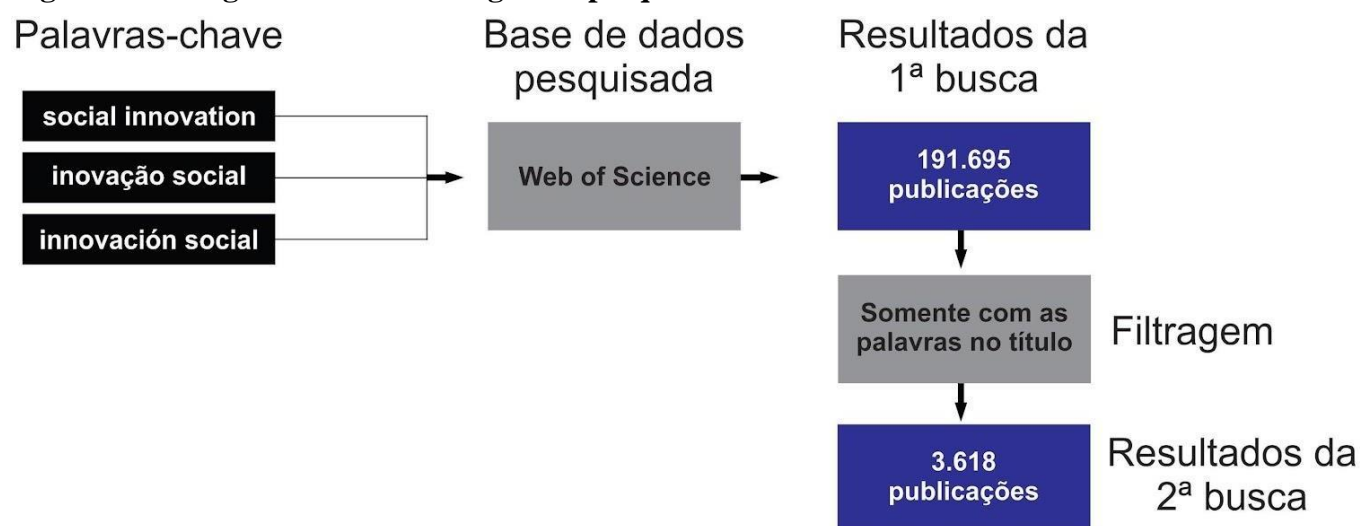 Palavras-chave
Base de dados
pesquisada
Resultados da
1ª busca
social innovation
inovação social
innovación social
Web of Science
191.695
publicações
Somente com as
palavras no título
Filtragem
3.618
publicações
Resultados da
2ª busca